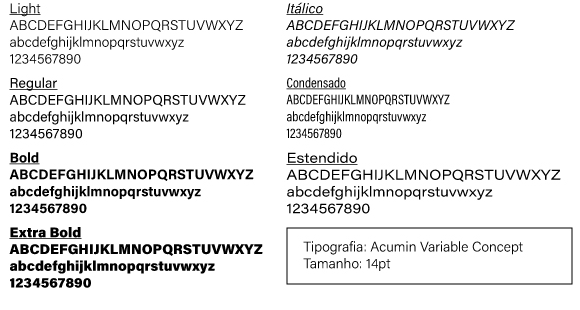 Light
ABCDEFGHIJKLMNOPQRSTUVWXYZ
abcdefghijklmnopqrstuvwxyz
1234567890
Regular
ABCDEFGHIJKLMNOPQRSTUVWXYZ
abcdefghijklmnopqrstuvwxyz
1234567890
Bold
ABCDEFGHIJKLMNOPQRSTUVWXYZ
abcdefghijklmnopqrstuvwxyz
1234567890
Extra Bold
ABCDEFGHIJKLMNOPQRSTUVWXYZ
abcdefghijklmnopqrstuvwxyz
1234567890
Itálico
ABCDEFGHIJKLMNOPQRSTUVWXYZ
abcdefghijklmnopqrstuvwxyz
1234567890
Condensado
ABCDEFGHIJKLMNOPQRSTUVWXYZ
abcdefghijklmnopqrstuvwxyz
1234567890
Estendido
ABCDEFGHIJKLMNOPQRSTUVWXYZ
abcdefghijklmnopqrstuvwxyz
1234567890
Tipografia: Acumin Variable Concept
Tamanho: 14pt